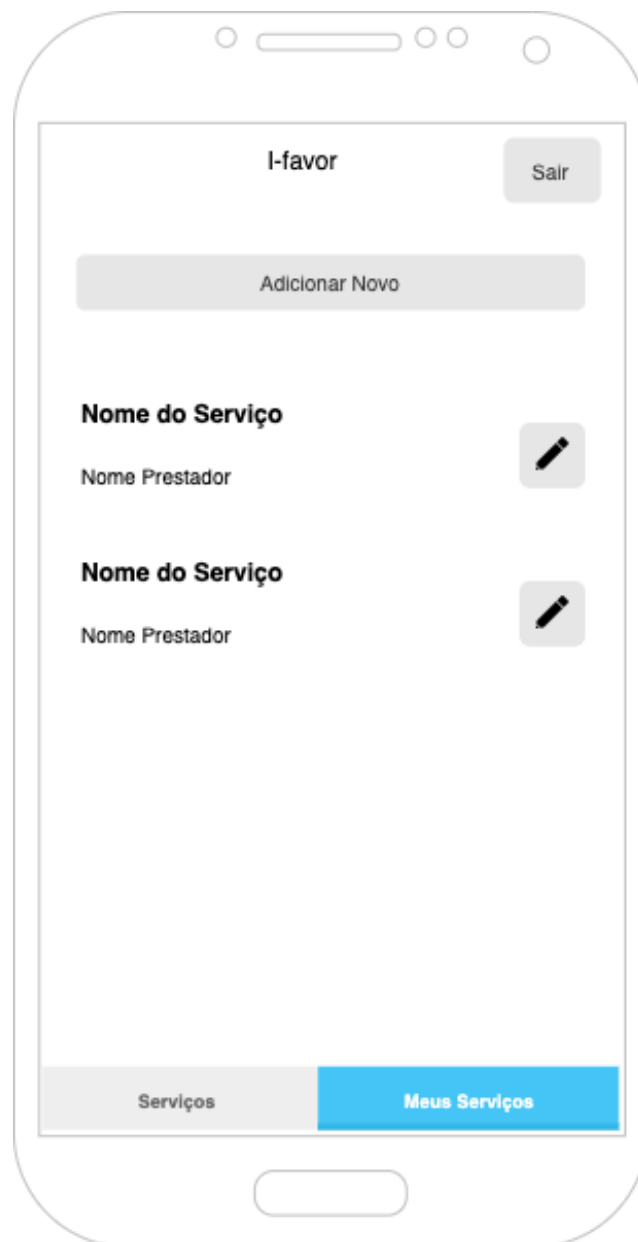 I-favor
Sair
Adicionar Novo
Nome do Serviço
Nome Prestador
Nome do Serviço
Nome Prestador
Serviços
Meus Serviços